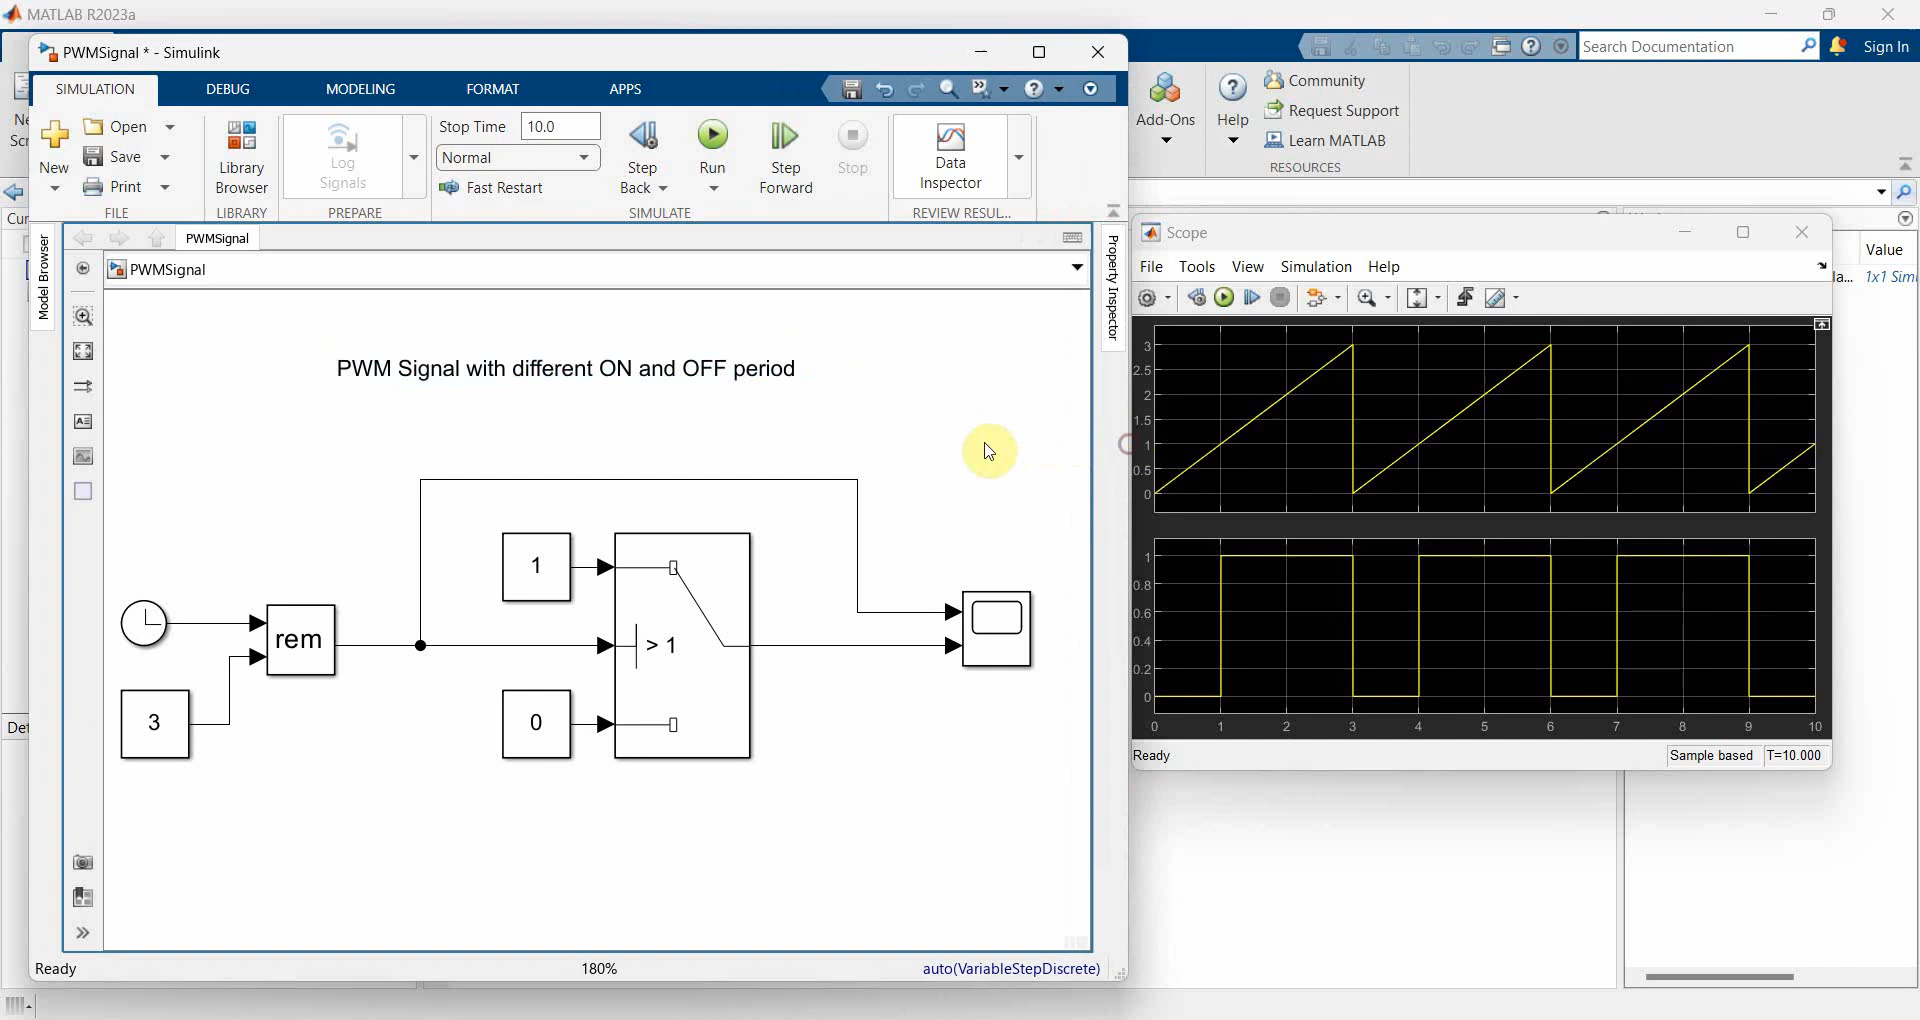 MATLAB R2023a
PWMSignal * - Simulink
SIMULATION DEBUG MODELING FORMAT APPS
New
Open
Save
Print
FILE
Library
Browser
LIBRARY
Log
Signals
PREPARE
Stop Time 10.0
Normal
Fast Restart
Step
Back
Run
Step
Forward
Stop
SIMULATE
Data
Inspector
REVIEW RESUL...
Search Documentation
Sign In
Add-Ons
Help
Community
Request Support
Learn MATLAB
RESOURCES
Model Browser
PWMSignal
PWMSignal
Property Inspector
PWM Signal with different ON and OFF period
1
rem
> 1
3
0
Ready
180%
auto(VariableStepDiscrete)
Scope
File Tools View Simulation Help
3
2.5
2
1.5
1
0.5
0
1
0.8
0.6
0.4
0.2
0
0 1 2 3 4 5 6 7 8 9 10
Ready
Sample based T=10.000
Value
1x1 Sim